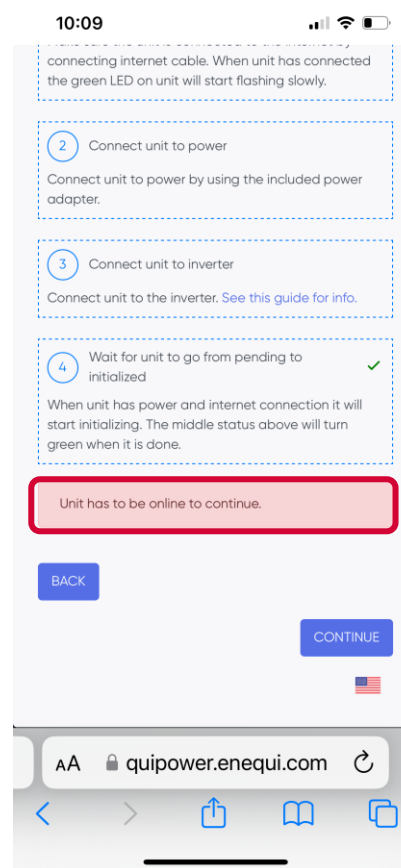 10:09
connecting internet cable. When unit has connected
the green LED on unit will start flashing slowly.
2 Connect unit to power
Connect unit to power by using the included power
adapter.
3 Connect unit to inverter
Connect unit to the inverter. See this guide for info.
4 Wait for unit to go from pending to
initialized
When unit has power and internet connection it will
start initializing. The middle status above will turn
green when it is done.
Unit has to be online to continue.
BACK
CONTINUE
AA quipower.enequi.com